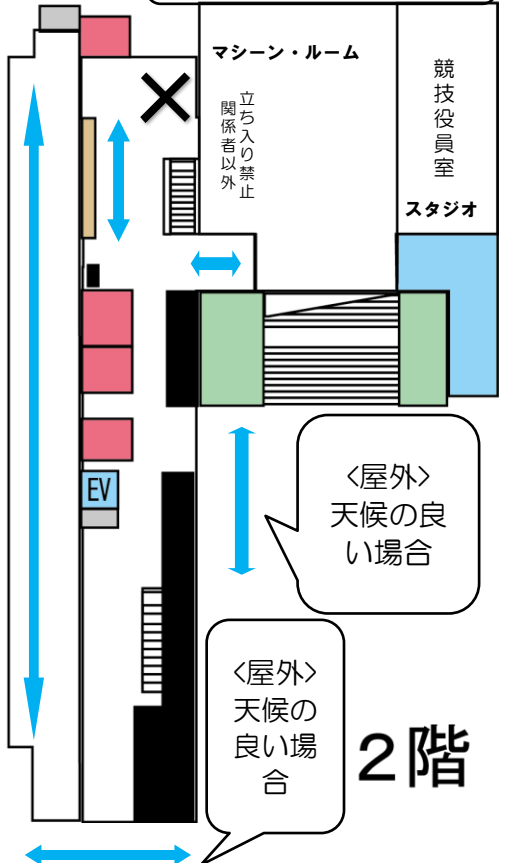 マシーン・ルーム
立ち入り禁止
関係者以外
競技役員室
スタジオ
EV
<屋外>
天候の良
い場合
<屋外>
天候の
良い場
合
２階